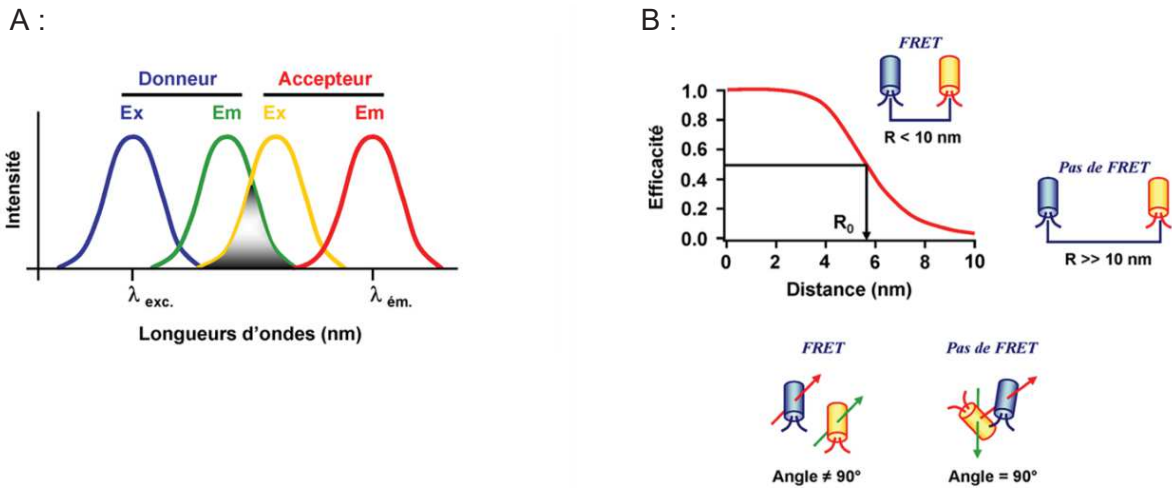 A :
Donneur Accepteur
Ex Em Ex Em
Intensité
λ exc. λ ém.
Longueurs d'ondes (nm)
B :
FRET
R < 10 nm
Efficacité
1.0
0.8
0.6
0.4
0.2
0.0
R₀
0 2 4 6 8 10
Distance (nm)
Pas de FRET
R >> 10 nm
FRET
Angle ≠ 90°
Pas de FRET
Angle = 90°